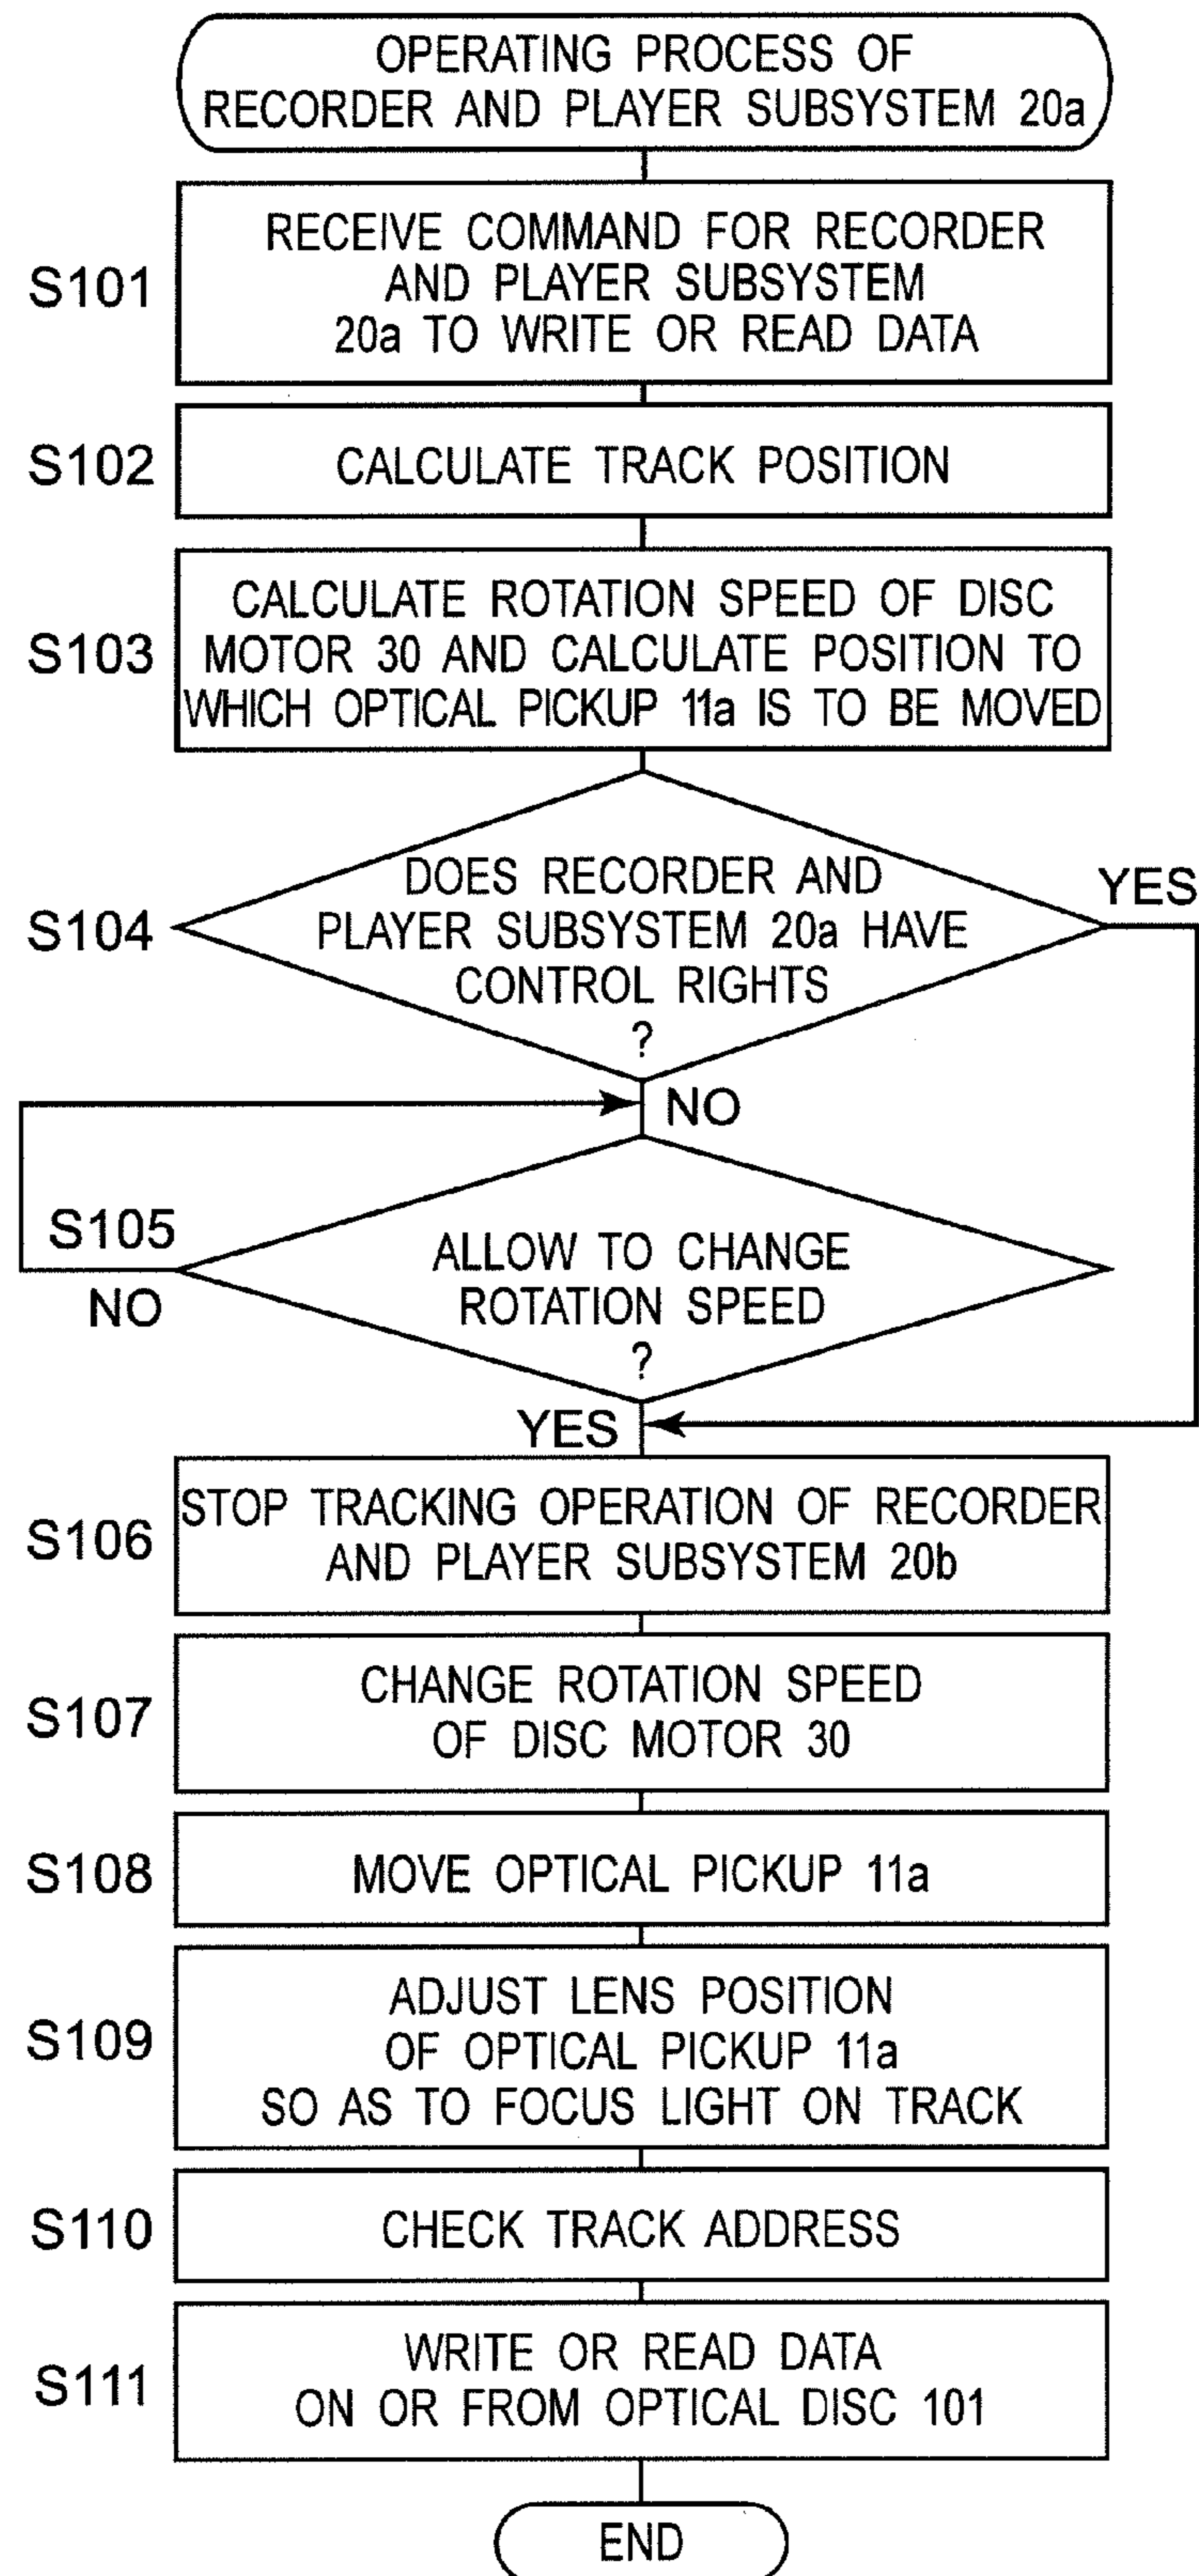 OPERATING PROCESS OF
RECORDER AND PLAYER SUBSYSTEM 20a
S101
RECEIVE COMMAND FOR RECORDER
AND PLAYER SUBSYSTEM
20a TO WRITE OR READ DATA
S102
CALCULATE TRACK POSITION
S103
CALCULATE ROTATION SPEED OF DISC
MOTOR 30 AND CALCULATE POSITION TO
WHICH OPTICAL PICKUP 11a IS TO BE MOVED
S104
DOES RECORDER AND
PLAYER SUBSYSTEM 20a HAVE
CONTROL RIGHTS
?
YES
NO
S105
ALLOW TO CHANGE
ROTATION SPEED
?
NO
YES
S106
STOP TRACKING OPERATION OF RECORDER
AND PLAYER SUBSYSTEM 20b
S107
CHANGE ROTATION SPEED
OF DISC MOTOR 30
S108
MOVE OPTICAL PICKUP 11a
S109
ADJUST LENS POSITION
OF OPTICAL PICKUP 11a
SO AS TO FOCUS LIGHT ON TRACK
S110
CHECK TRACK ADDRESS
S111
WRITE OR READ DATA
ON OR FROM OPTICAL DISC 101
END